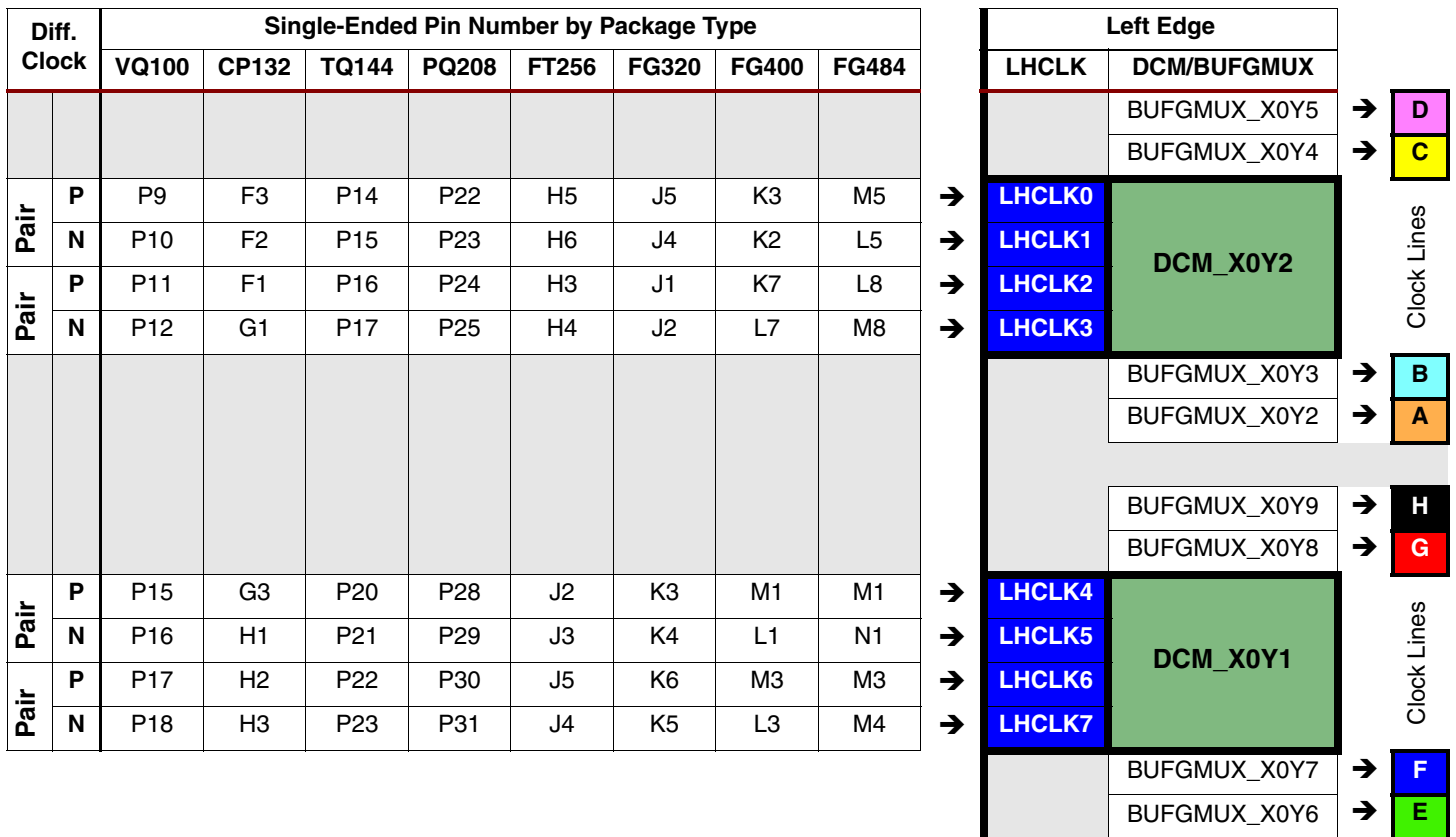 Diff. Clock Single-Ended Pin Number by Package Type Left Edge
VQ100 CP132 TQ144 PQ208 FT256 FG320 FG400 FG484 LHCLK DCM/BUFGMUX
BUFGMUX_X0Y5 ➔ D
BUFGMUX_X0Y4 ➔ C
Pair P P9 F3 P14 P22 H5 J5 K3 M5 ➔ LHCLK0 DCM_X0Y2 Clock Lines
N P10 F2 P15 P23 H6 J4 K2 L5 ➔ LHCLK1
Pair P P11 F1 P16 P24 H3 J1 K7 L8 ➔ LHCLK2
N P12 G1 P17 P25 H4 J2 L7 M8 ➔ LHCLK3
BUFGMUX_X0Y3 ➔ B
BUFGMUX_X0Y2 ➔ A
BUFGMUX_X0Y9 ➔ H
BUFGMUX_X0Y8 ➔ G
Pair P P15 G3 P20 P28 J2 K3 M1 M1 ➔ LHCLK4 DCM_X0Y1 Clock Lines
N P16 H1 P21 P29 J3 K4 L1 N1 ➔ LHCLK5
Pair P P17 H2 P22 P30 J5 K6 M3 M3 ➔ LHCLK6
N P18 H3 P23 P31 J4 K5 L3 M4 ➔ LHCLK7
BUFGMUX_X0Y7 ➔ F
BUFGMUX_X0Y6 ➔ E